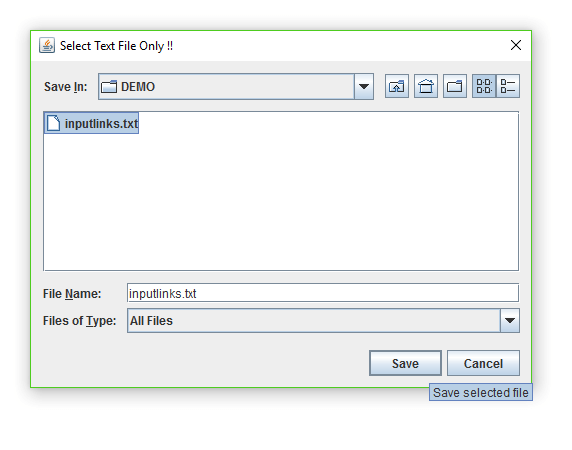 Select Text File Only !!
Save In: DEMO
inputlinks.txt
File Name: inputlinks.txt
Files of Type: All Files
Save Cancel
Save selected file